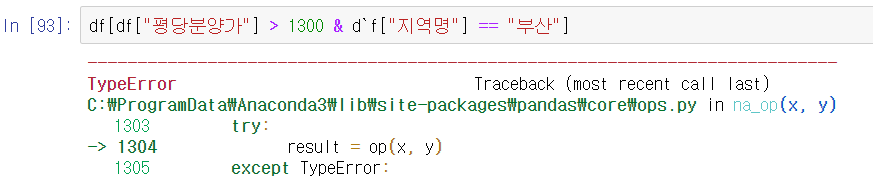 In [93]: df[df["평당분양가"] > 1300 & d`f["지역명"] == "부산"]
---------------------------------------------------------------------------
TypeError                                 Traceback (most recent call last)
C:₩ProgramData₩Anaconda3₩lib₩site-packages₩pandas₩core₩ops.py in na_op(x, y)
   1303         try:
-> 1304             result = op(x, y)
   1305         except TypeError: